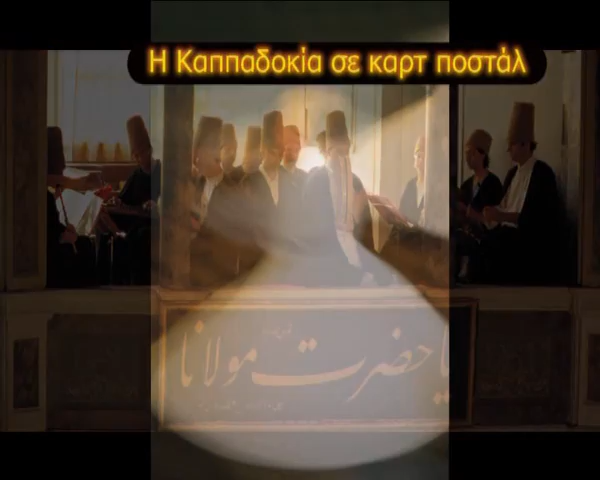 Η Καππαδοκία σε καρτ ποστάλ
یا حضرت مولانا